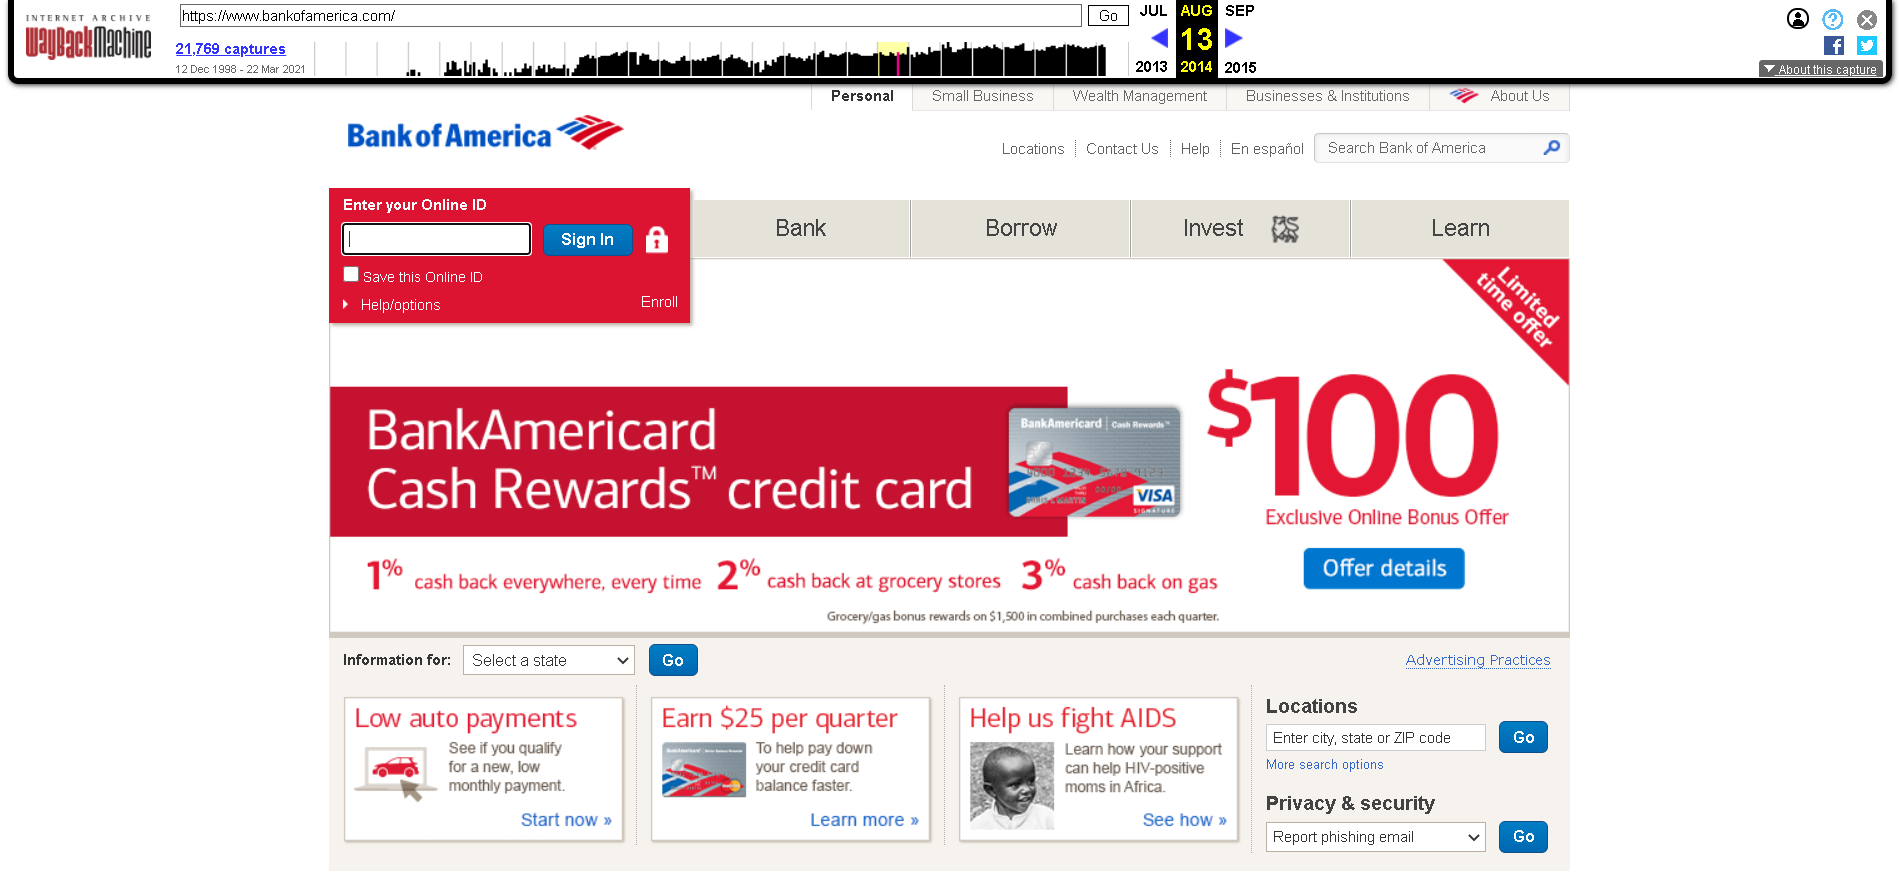 INTERNET ARCHIVE
WayBackMachine
https://www.bankofamerica.com/
Go
JUL AUG SEP
21,769 captures
13
12 Dec 1998 - 22 Mar 2021
2013 2014 2015
About this capture
Personal
Small Business
Wealth Management
Businesses & Institutions
About Us
Bank of America
Locations
Contact Us
Help
En español
Search Bank of America
Enter your Online ID
Sign In
Save this Online ID
Help/options
Enroll
Bank
Borrow
Invest
Learn
Limited
time offer
BankAmericard
Cash Rewards™ credit card
BankAmericard Cash Rewards™
VISA
SIGNATURE
$100
Exclusive Online Bonus Offer
Offer details
1% cash back everywhere, every time
2% cash back at grocery stores
3% cash back on gas
Grocery/gas bonus rewards on $1,500 in combined purchases each quarter.
Information for:
Select a state
Go
Advertising Practices
Low auto payments
See if you qualify
for a new, low
monthly payment.
Start now »
Earn $25 per quarter
To help pay down
your credit card
balance faster.
Learn more »
Help us fight AIDS
Learn how your support
can help HIV-positive
moms in Africa.
See how »
Locations
Enter city, state or ZIP code
Go
More search options
Privacy & security
Report phishing email
Go